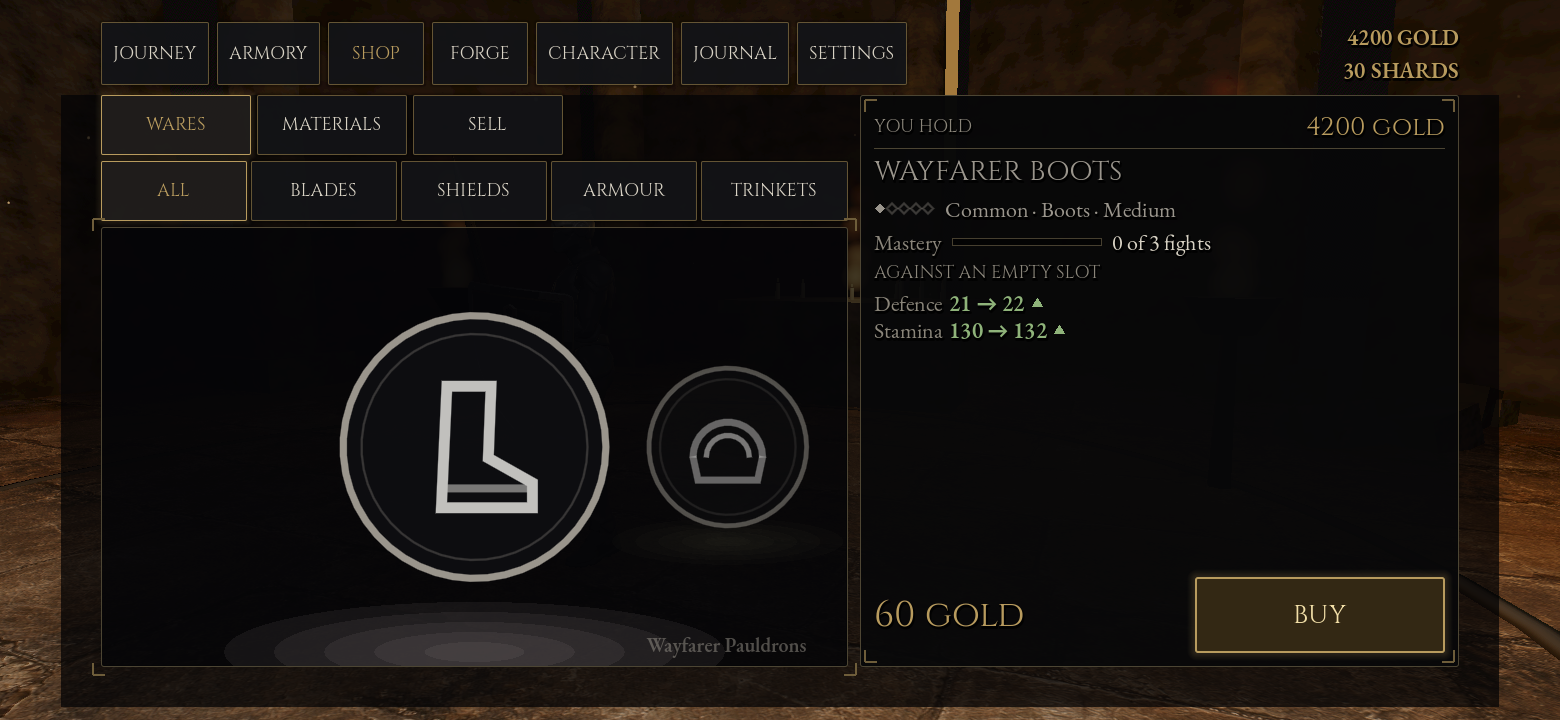 JOURNEY ARMORY SHOP FORGE CHARACTER JOURNAL SETTINGS
4200 GOLD
30 SHARDS
WARES MATERIALS SELL
ALL BLADES SHIELDS ARMOUR TRINKETS
Wayfarer Pauldrons
YOU HOLD 4200 GOLD
WAYFARER BOOTS
Common · Boots · Medium
Mastery 0 of 3 fights
AGAINST AN EMPTY SLOT
Defence 21 → 22 ▲
Stamina 130 → 132 ▲
60 GOLD BUY